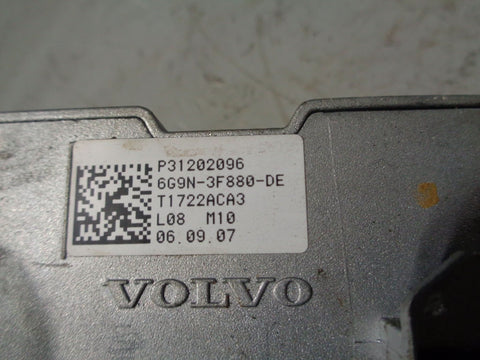 P31202096
6G9N-3F880-DE
T1722ACA3
L08 M10
06.09.07
VOLVO